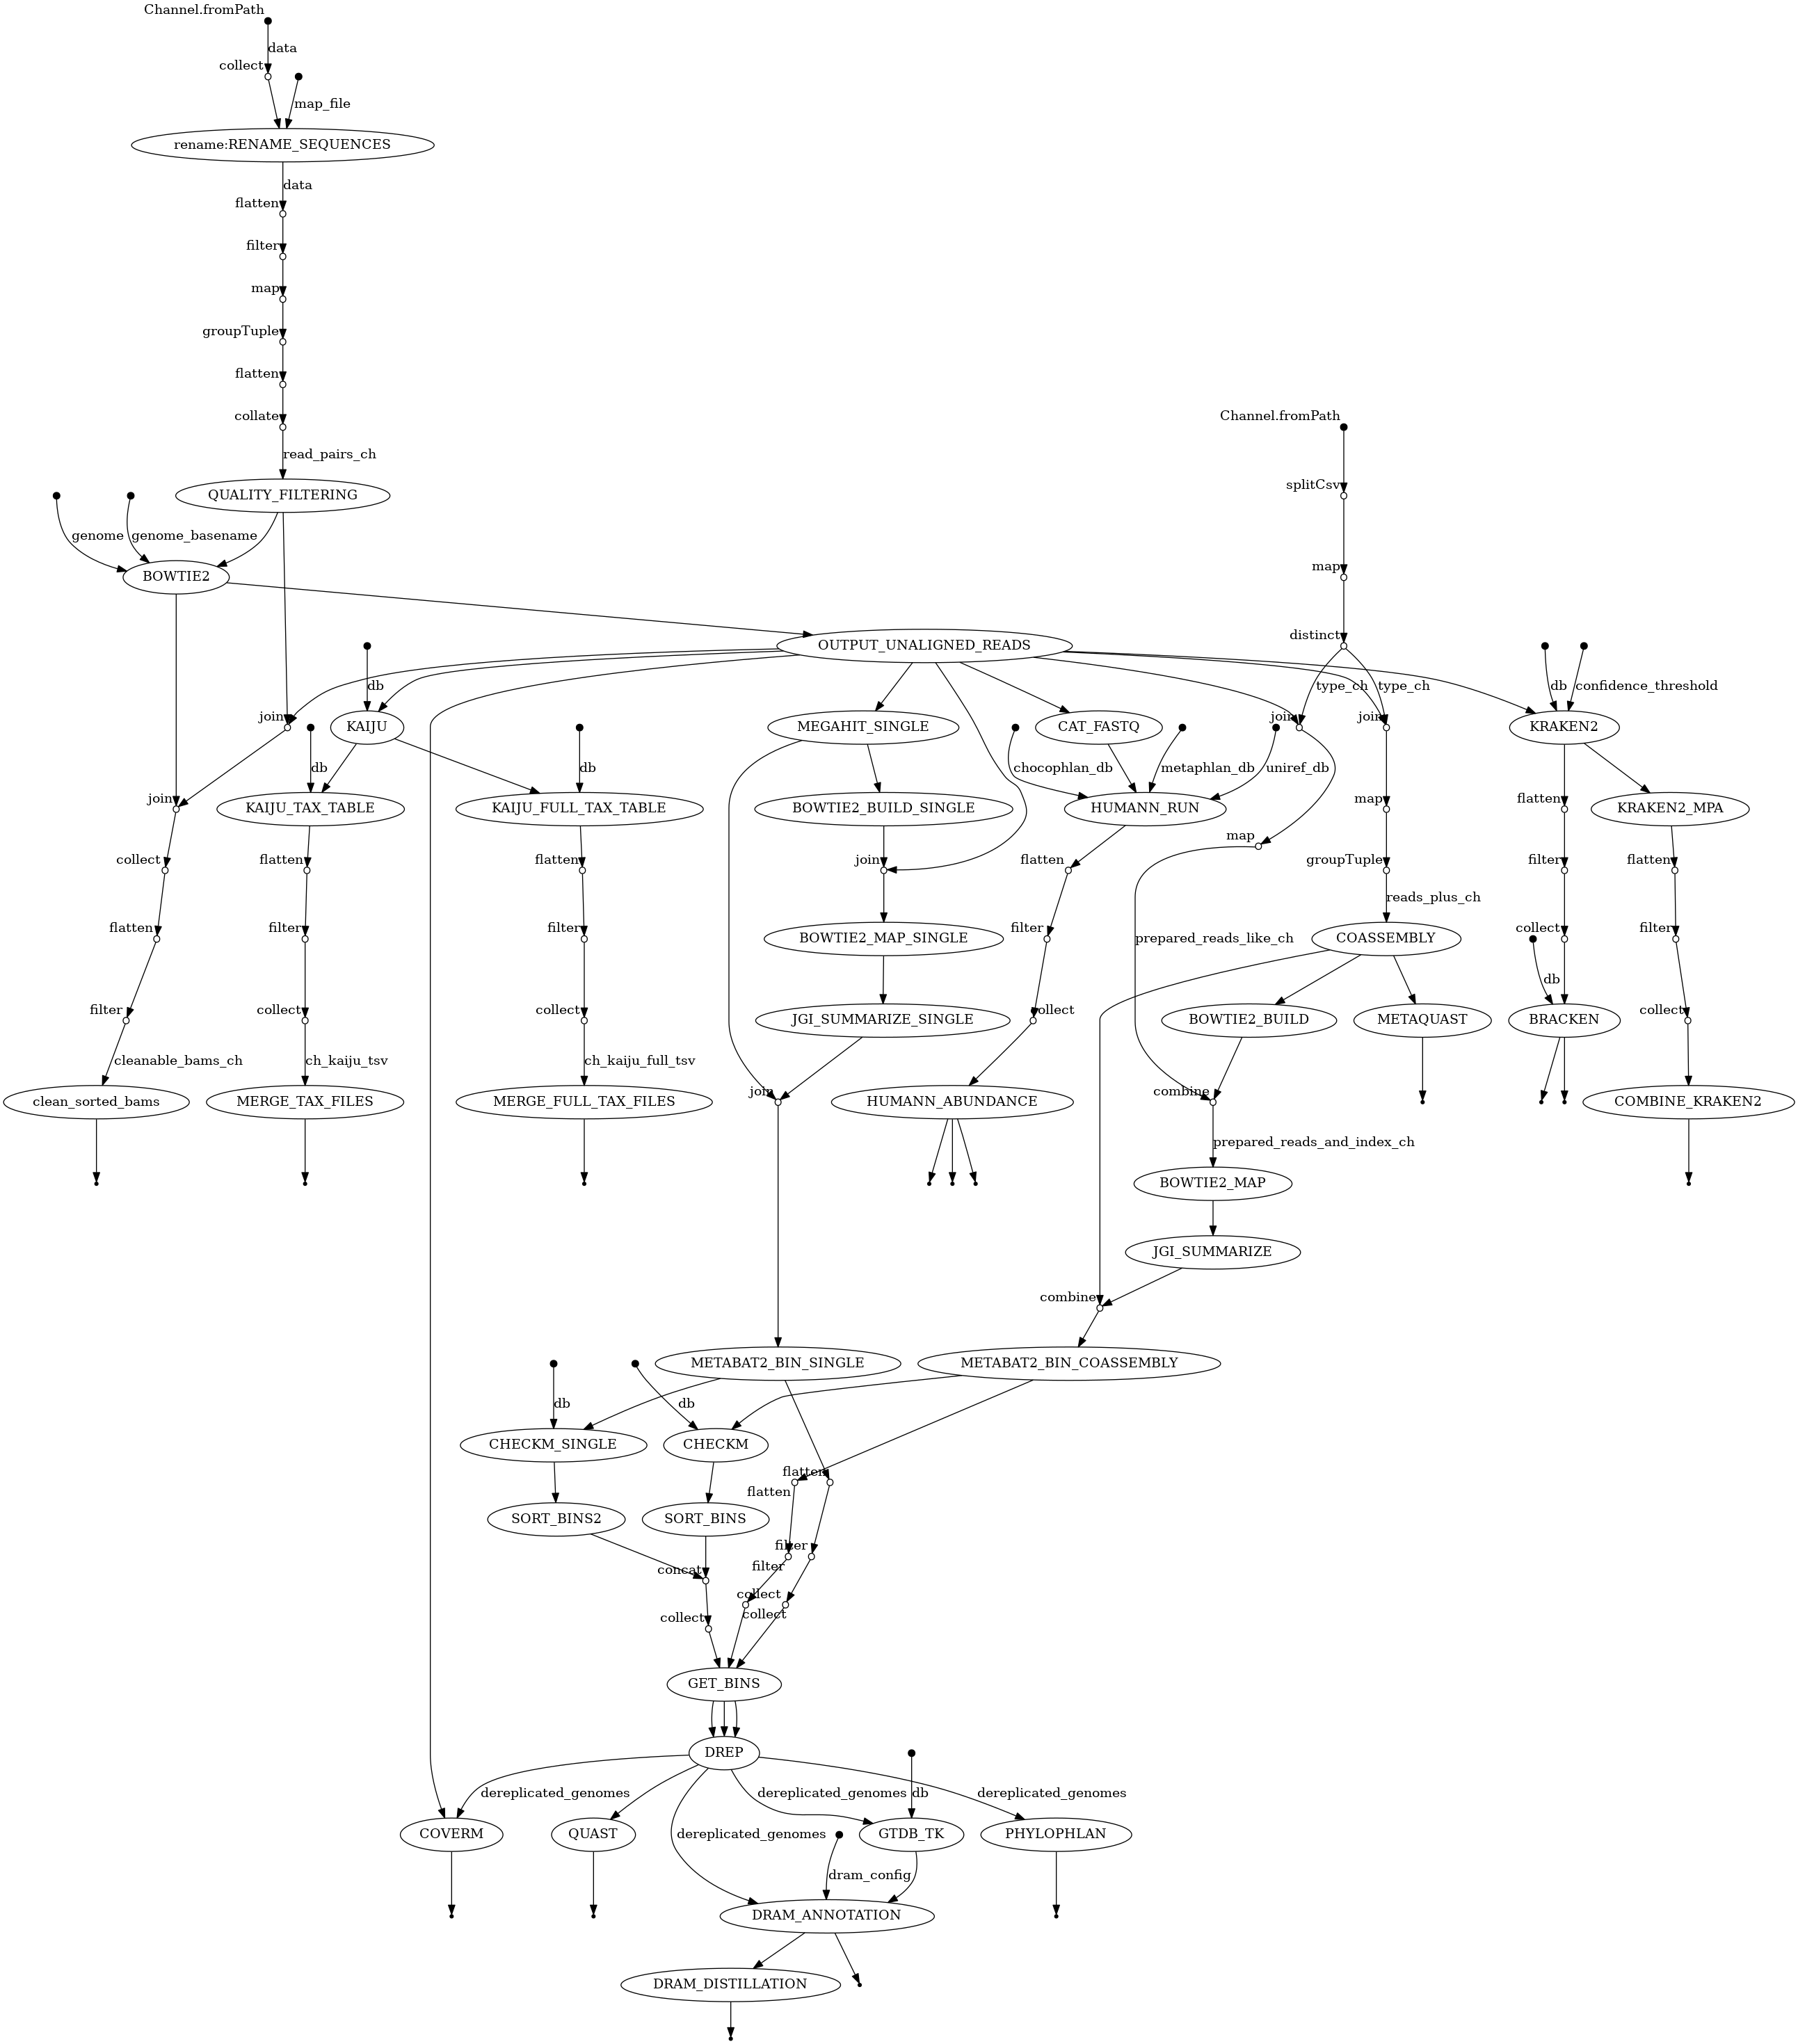 Channel.fromPath
data
collect
map_file
rename:RENAME_SEQUENCES
data
flatten
filter
map
groupTuple
flatten
collate
Channel.fromPath
read_pairs_ch
splitCsv
QUALITY_FILTERING
genome
genome_basename
map
BOWTIE2
distinct
OUTPUT_UNALIGNED_READS
db
type_ch
type_ch
db
confidence_threshold
join
KAIJU
MEGAHIT_SINGLE
CAT_FASTQ
join
join
KRAKEN2
db
db
chocophlan_db
metaphlan_db
uniref_db
join
KAIJU_TAX_TABLE
KAIJU_FULL_TAX_TABLE
BOWTIE2_BUILD_SINGLE
HUMANN_RUN
map
flatten
KRAKEN2_MPA
map
collect
flatten
flatten
join
flatten
groupTuple
filter
flatten
reads_plus_ch
flatten
filter
filter
BOWTIE2_MAP_SINGLE
filter
prepared_reads_like_ch
COASSEMBLY
collect
filter
db
filter
collect
collect
JGI_SUMMARIZE_SINGLE
collect
BOWTIE2_BUILD
METAQUAST
BRACKEN
collect
cleanable_bams_ch
ch_kaiju_tsv
ch_kaiju_full_tsv
clean_sorted_bams
MERGE_TAX_FILES
MERGE_FULL_TAX_FILES
join
HUMANN_ABUNDANCE
combine
COMBINE_KRAKEN2
prepared_reads_and_index_ch
BOWTIE2_MAP
JGI_SUMMARIZE
combine
METABAT2_BIN_SINGLE
METABAT2_BIN_COASSEMBLY
db
db
CHECKM_SINGLE
CHECKM
flatten
flatten
SORT_BINS2
SORT_BINS
filter
filter
concat
collect
collect
collect
GET_BINS
DREP
dereplicated_genomes
dereplicated_genomes
db
dereplicated_genomes
COVERM
QUAST
dereplicated_genomes
GTDB_TK
PHYLOPHLAN
dram_config
DRAM_ANNOTATION
DRAM_DISTILLATION